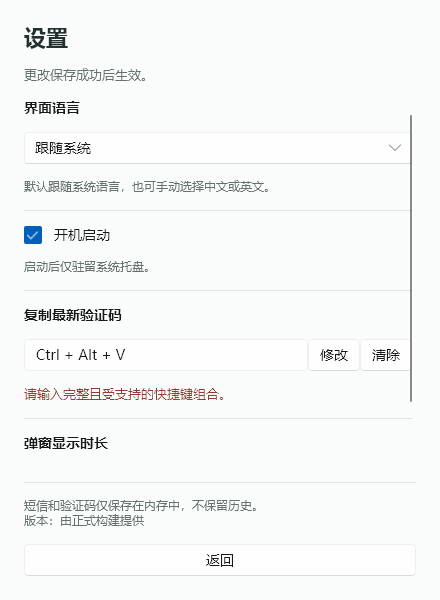 设置
更改保存成功后生效。
界面语言
跟随系统
默认跟随系统语言，也可手动选择中文或英文。
开机启动
启动后仅驻留系统托盘。
复制最新验证码
Ctrl + Alt + V
修改
清除
请输入完整且受支持的快捷键组合。
弹窗显示时长
短信和验证码仅保存在内存中，不保留历史。
版本：由正式构建提供
返回